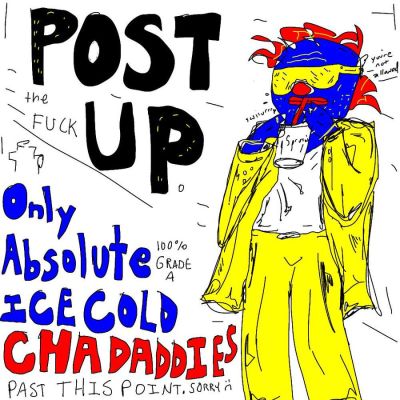 POST
the FUCK UP.
Only
Absolute
100% GRADE A
ICE COLD
CHADADDIES
PAST THIS POINT. SORRY
you're not allowed